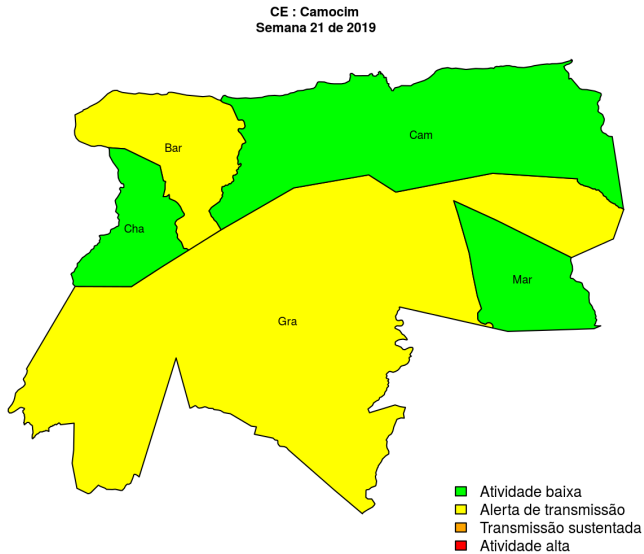 CE : Camocim
Semana 21 de 2019
Bar
Cam
Cha
Mar
Gra
Atividade baixa
Alerta de transmissão
Transmissão sustentada
Atividade alta